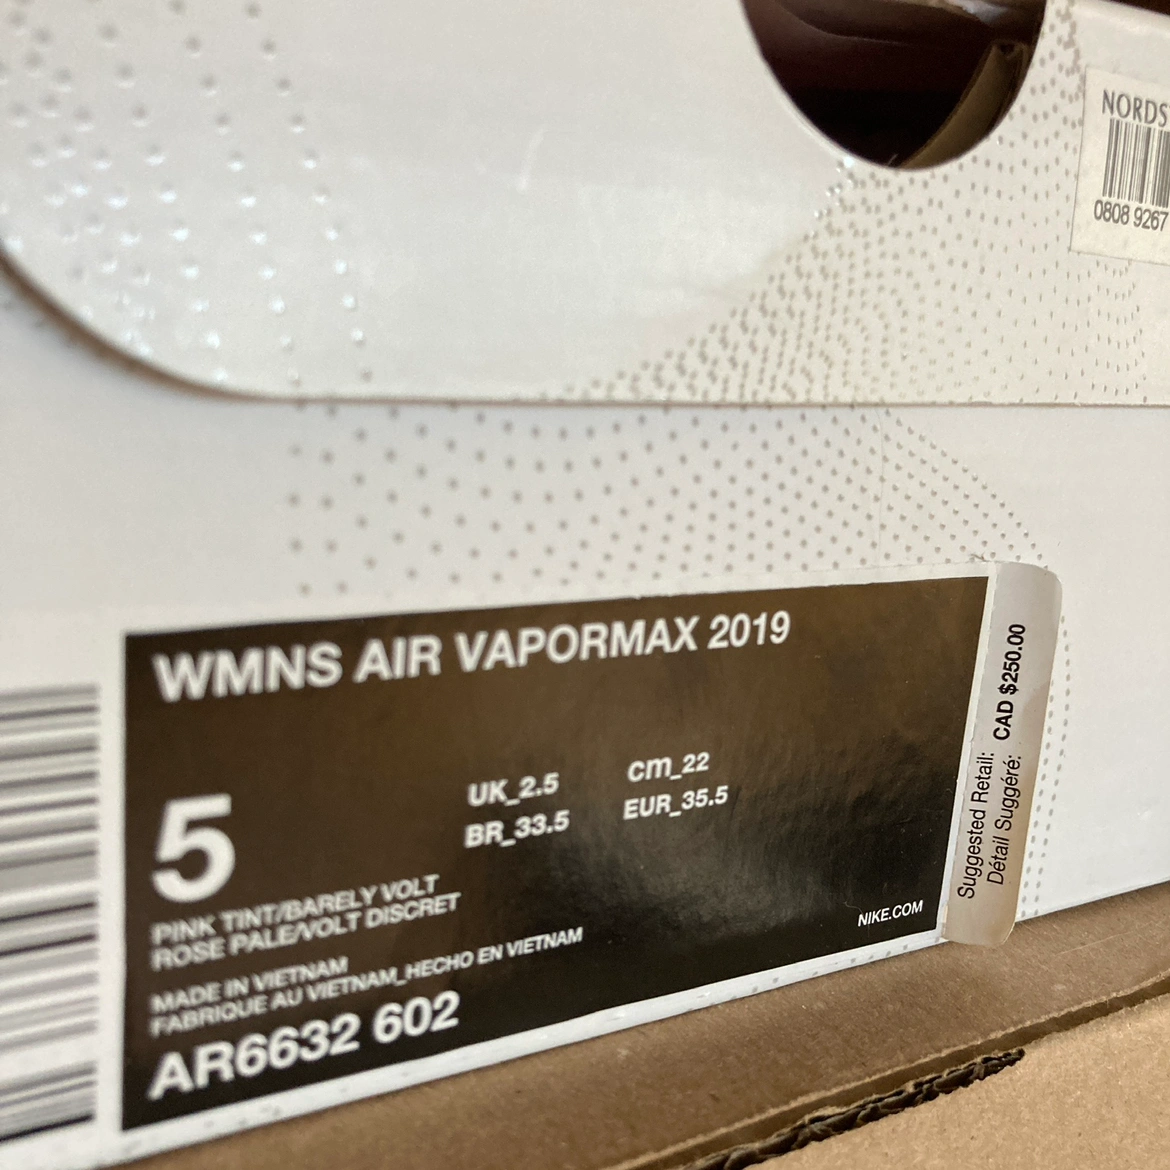 NORDS
0808 9267
WMNS AIR VAPORMAX 2019
5
UK_2.5
cm_22
BR_33.5
EUR_35.5
PINK TINT/BARELY VOLT
ROSE PALE/VOLT DISCRET
MADE IN VIETNAM
FABRIQUE AU VIETNAM_HECHO EN VIETNAM
AR6632 602
NIKE.COM
Suggested Retail:
Détail Suggéré: CAD $250.00